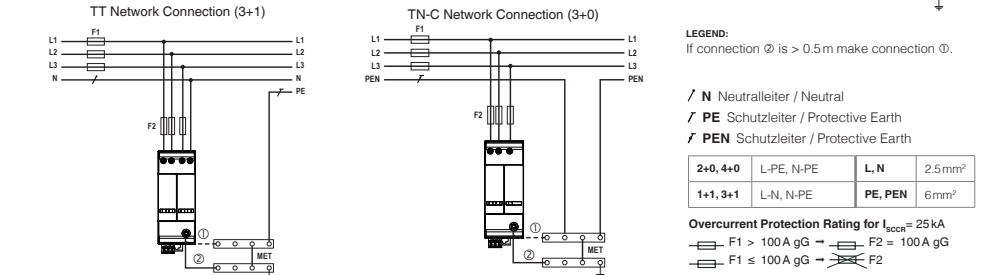 TT Network Connection (3+1)
F1
L1 L1
L2 L2
L3 L3
N N
PE
F2
①
②
MET
TN-C Network Connection (3+0)
F1
L1 L1
L2 L2
L3 L3
PEN PEN
F2
①
②
MET
LEGEND:
If connection ② is > 0.5 m make connection ①.
N Neutralleiter / Neutral
PE Schutzleiter / Protective Earth
PEN Schutzleiter / Protective Earth
2+0, 4+0 L-PE, N-PE L, N 2.5 mm²
1+1, 3+1 L-N, N-PE PE, PEN 6 mm²
Overcurrent Protection Rating for I_SCCR = 25 kA
F1 > 100 A gG → F2 = 100 A gG
F1 ≤ 100 A gG → F2